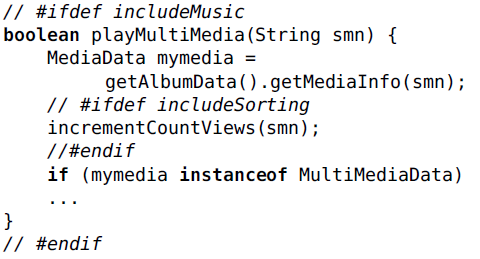 // #ifdef includeMusic
boolean playMultiMedia(String smn) {
    MediaData mymedia =
         getAlbumData().getMediaInfo(smn);
    // #ifdef includeSorting
    incrementCountViews(smn);
    //#endif
    if (mymedia instanceof MultiMediaData)
    ...
}
// #endif